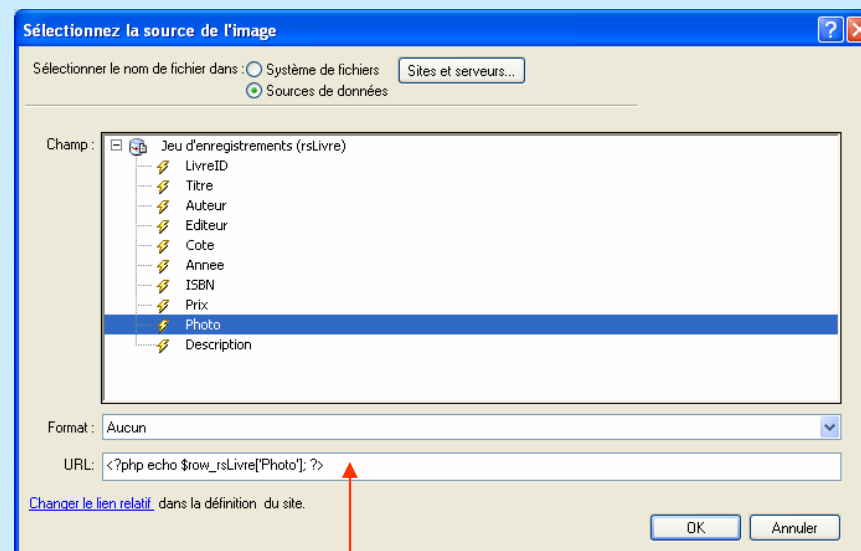 Sélectionnez la source de l'image
Sélectionner le nom de fichier dans : Système de fichiers Sites et serveurs...
Sources de données
Champ : Jeu d'enregistrements (rsLivre)
LivreID
Titre
Auteur
Editeur
Cote
Annee
ISBN
Prix
Photo
Description
Format : Aucun
URL: <?php echo $row_rsLivre['Photo']; ?>
Changer le lien relatif dans la définition du site.
OK Annuler